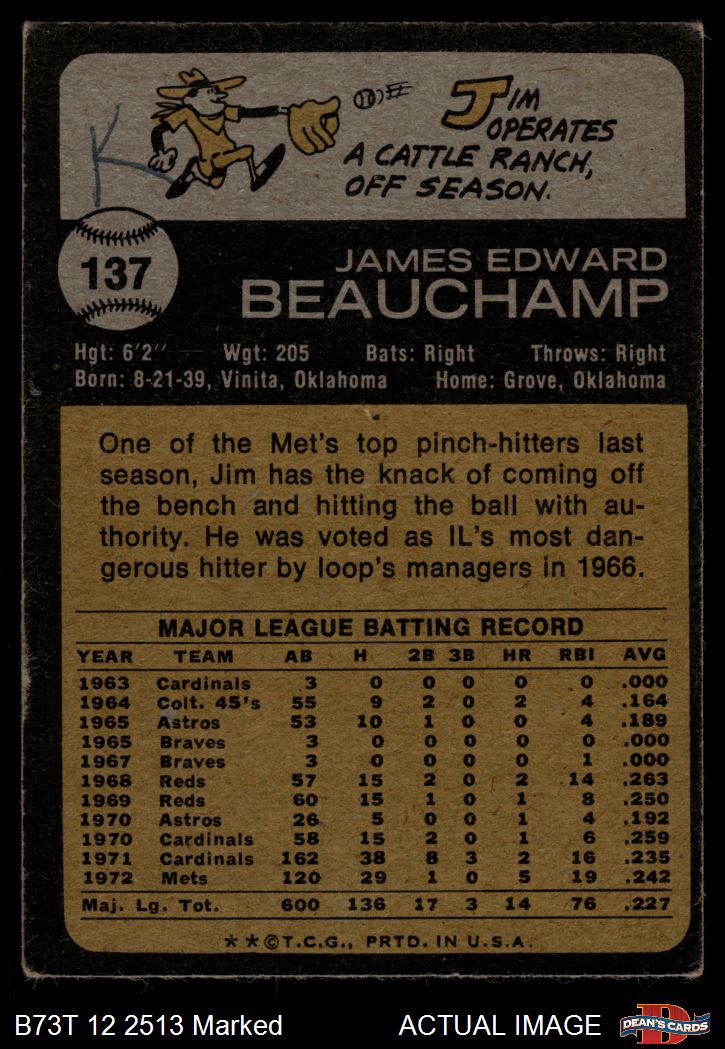 K
JIM
OPERATES
A CATTLE RANCH,
OFF SEASON.
137
JAMES EDWARD
BEAUCHAMP
Hgt: 6'2" Wgt: 205 Bats: Right Throws: Right
Born: 8-21-39, Vinita, Oklahoma Home: Grove, Oklahoma
One of the Met's top pinch-hitters last
season, Jim has the knack of coming off
the bench and hitting the ball with au-
thority. He was voted as IL's most dan-
gerous hitter by loop's managers in 1966.
MAJOR LEAGUE BATTING RECORD
YEAR TEAM AB H 2B 3B HR RBI AVG
1963 Cardinals 3 0 0 0 0 0 .000
1964 Colt. 45's 55 9 2 0 2 4 .164
1965 Astros 53 10 1 0 0 4 .189
1965 Braves 3 0 0 0 0 0 .000
1967 Braves 3 0 0 0 0 1 .000
1968 Reds 57 15 2 0 2 14 .263
1969 Reds 60 15 1 0 1 8 .250
1970 Astros 26 5 0 0 1 4 .192
1970 Cardinals 58 15 2 0 1 6 .259
1971 Cardinals 162 38 8 3 2 16 .235
1972 Mets 120 29 1 0 5 19 .242
Maj. Lg. Tot. 600 136 17 3 14 76 .227
★★©T.C.G., PRTD. IN U.S.A.
B73T 12 2513 Marked ACTUAL IMAGE
D
DEAN'S CARDS